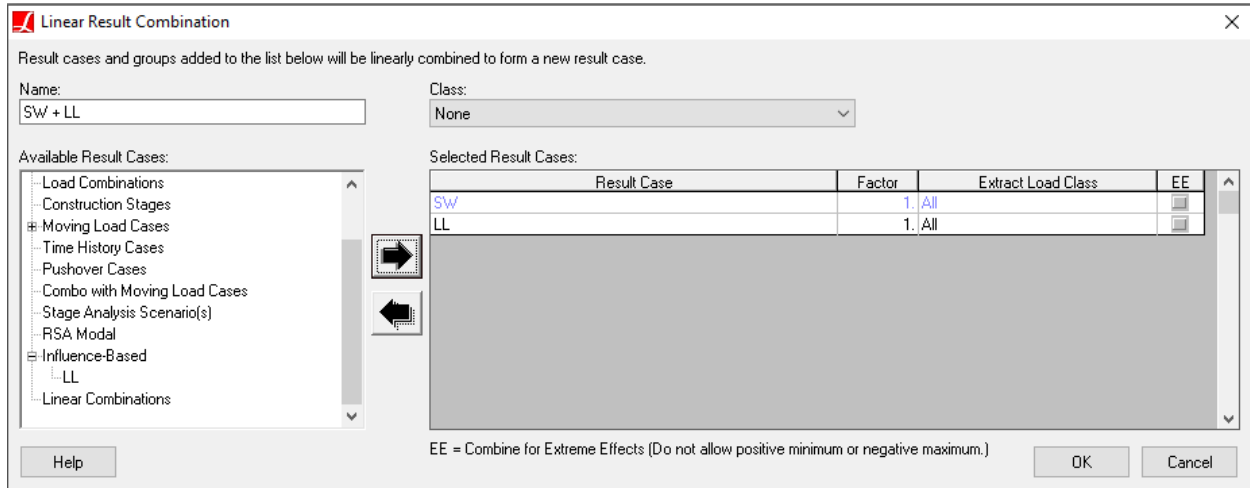 Linear Result Combination
Result cases and groups added to the list below will be linearly combined to form a new result case.
Name:
SW + LL
Class:
None
Available Result Cases:
Load Combinations
Construction Stages
Moving Load Cases
Time History Cases
Pushover Cases
Combo with Moving Load Cases
Stage Analysis Scenario(s)
RSA Modal
Influence-Based
LL
Linear Combinations
Selected Result Cases:
Result Case Factor Extract Load Class EE
SW 1. All
LL 1. All
EE = Combine for Extreme Effects (Do not allow positive minimum or negative maximum.)
Help
OK
Cancel